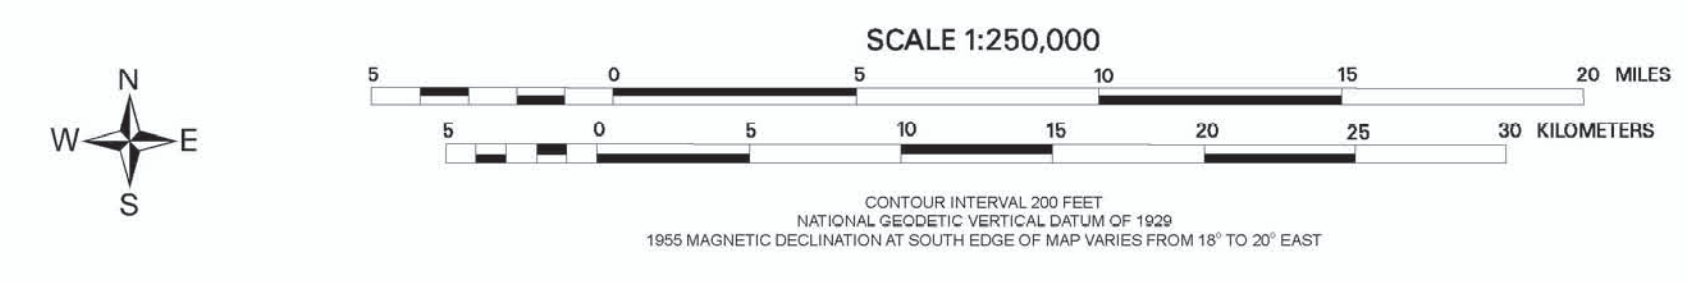 SCALE 1:250,000
N
5 0 5 10 15 20 MILES
W E
5 0 5 10 15 20 25 30 KILOMETERS
S
CONTOUR INTERVAL 200 FEET
NATIONAL GEODETIC VERTICAL DATUM OF 1929
1955 MAGNETIC DECLINATION AT SOUTH EDGE OF MAP VARIES FROM 18° TO 20° EAST